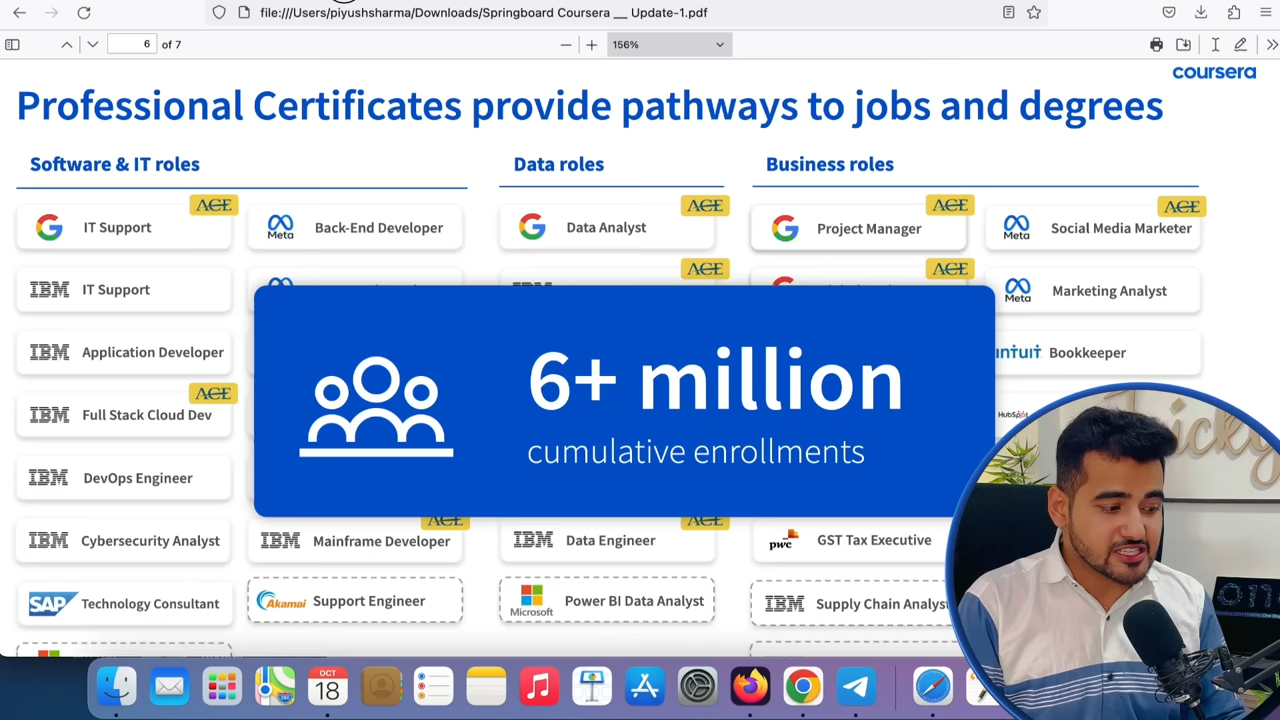 file:///Users/piyushsharma/Downloads/Springboard Coursera __ Update-1.pdf
6 of 7
156%
coursera
Professional Certificates provide pathways to jobs and degrees
Software & IT roles
Data roles
Business roles
ACE
ACE
ACE
ACE
IT Support
Meta
Back-End Developer
Data Analyst
Project Manager
Meta
Social Media Marketer
ACE
ACE
IBM
IT Support
Meta
Marketing Analyst
IBM
Application Developer
6+ million
intuit
Bookkeeper
ACE
IBM
Full Stack Cloud Dev
cumulative enrollments
HubSpot
IBM
DevOps Engineer
ACE
ACE
IBM
Cybersecurity Analyst
IBM
Mainframe Developer
IBM
Data Engineer
pwc
GST Tax Executive
SAP
Technology Consultant
Akamai
Support Engineer
Microsoft
Power BI Data Analyst
IBM
Supply Chain Analys
OCT
18